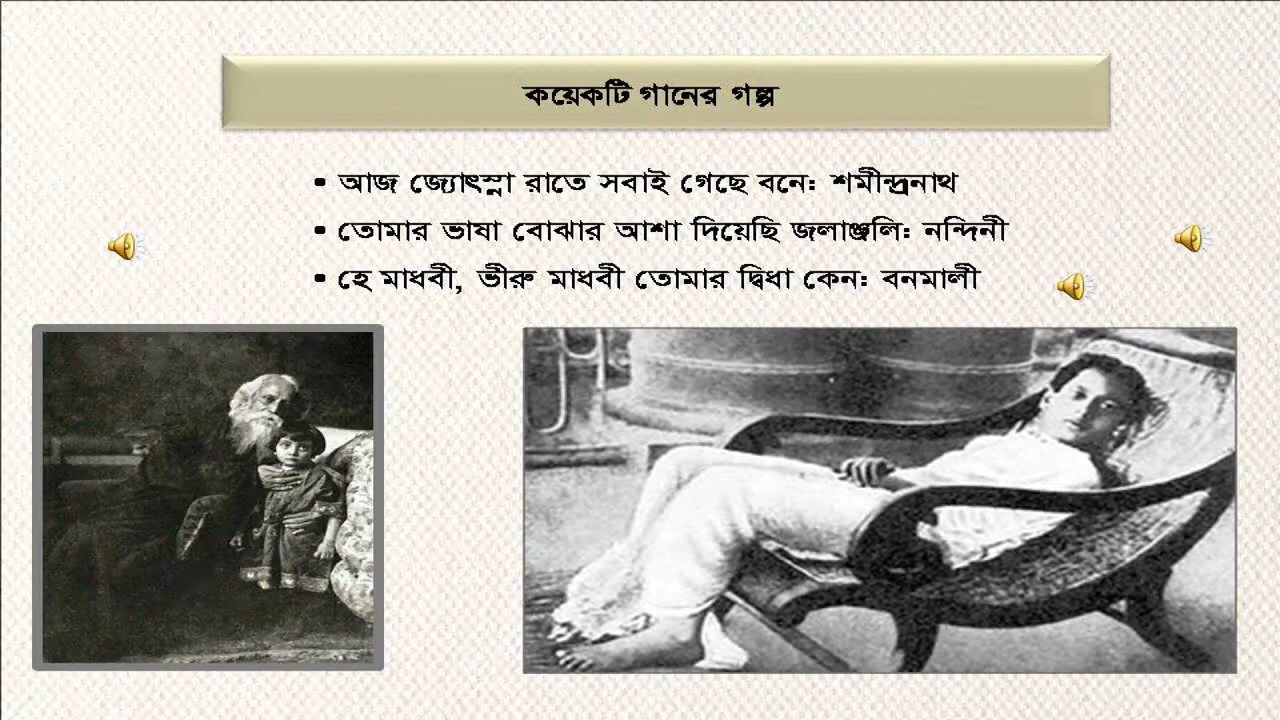 কয়েকটি গানের গল্প
• আজ জ্যোৎস্না রাতে সবাই গেছে বনে: শমীন্দ্রনাথ
• তোমার ভাষা বোঝার আশা দিয়েছি জলাঞ্জলি: নন্দিনী
• হে মাধবী, ভীরু মাধবী তোমার দ্বিধা কেন: বনমালী